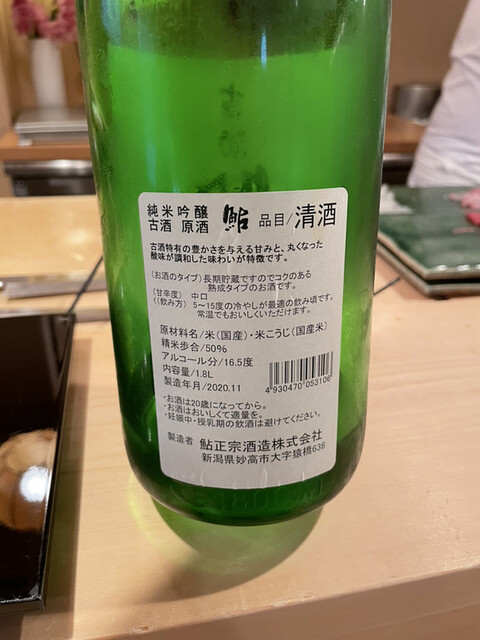 純米吟醸
古酒 原酒
鮎 品目/清酒
古酒特有の豊かさを与える甘みと、丸くなった
酸味が調和した味わいが特徴です。
(お酒のタイプ) 長期貯蔵ですのでコクのある
熟成タイプのお酒です。
(甘辛度) 中口
((飲み方) 5〜15度の冷やしが最適の飲み頃です。
常温でもおいしくいただけます。
原材料名/米(国産)・米こうじ(国産米)
精米歩合/50%
アルコール分/16.5度
内容量/1.8L
製造年月/2020.11
4930470053106
・お酒は20歳になってから。
・お酒はおいしくて適量を。
・妊娠中・授乳期の飲酒は避けてください。
製造者 鮎正宗酒造株式会社
新潟県妙高市大字猿橋636